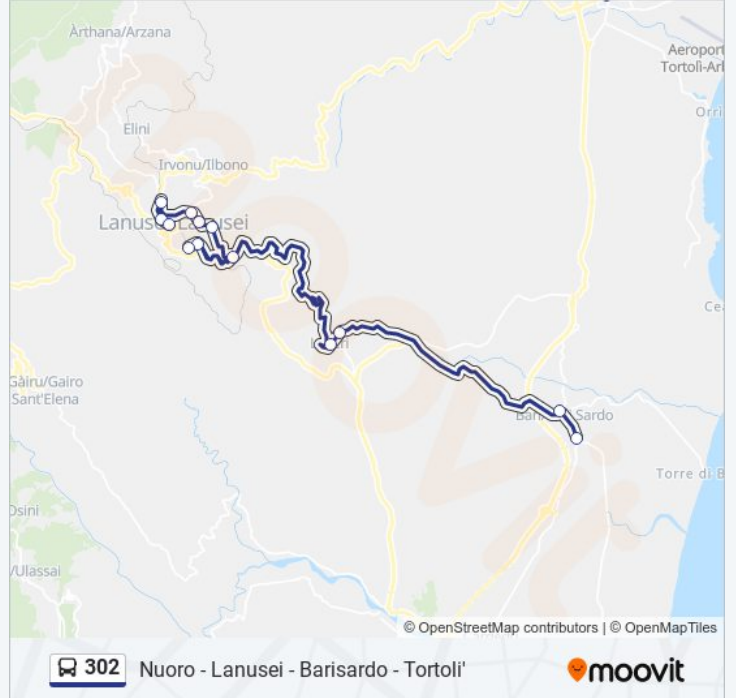 Àrthana/Arzana
Aeroport
Tortolì-Arb
Orri
Elini
Irvonu/Ilbono
Lanusei
Gàiru/Gairo
Sant'Elena
Sardo
Torre di B
Osini
/Ulassai
© OpenStreetMap contributors | © OpenMapTiles
302 Nuoro - Lanusei - Barisardo - Tortoli' moovit